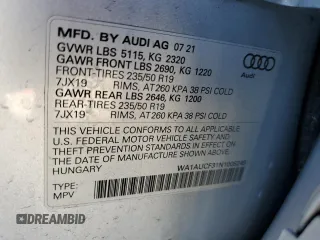 MFD. BY AUDI AG 07 21
GVWR LBS 5115, KG 2320
GAWR FRONT LBS 2690, KG 1220
FRONT-TIRES 235/50 R19
7JX19 RIMS, AT260 KPA 38 PSI COLD
GAWR REAR LBS 2646, KG 1200
REAR-TIRES 235/50 R19
7JX19 RIMS, AT260 KPA 38 PSI COLD
THIS VEHICLE CONFORMS TO ALL APPLICABLE
FEDERAL MOTOR VEHICLE SAFETY, BUMPER AND
THEFT PREVENTION STANDARDS IN EFFECT ON THE
DATE OF MANUFACTURE SHOWN ABOVE
HUNGARY
TYPE:
MPV
Audi
AUTOBIDMASTER